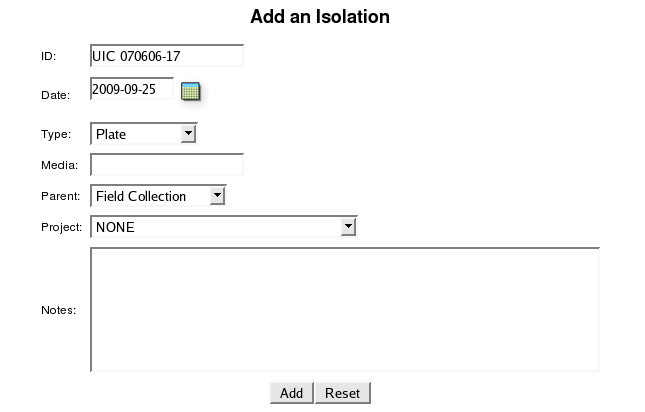 Add an Isolation
ID: UIC 070606-17
Date: 2009-09-25
Type: Plate
Media:
Parent: Field Collection
Project: NONE
Notes:
Add Reset